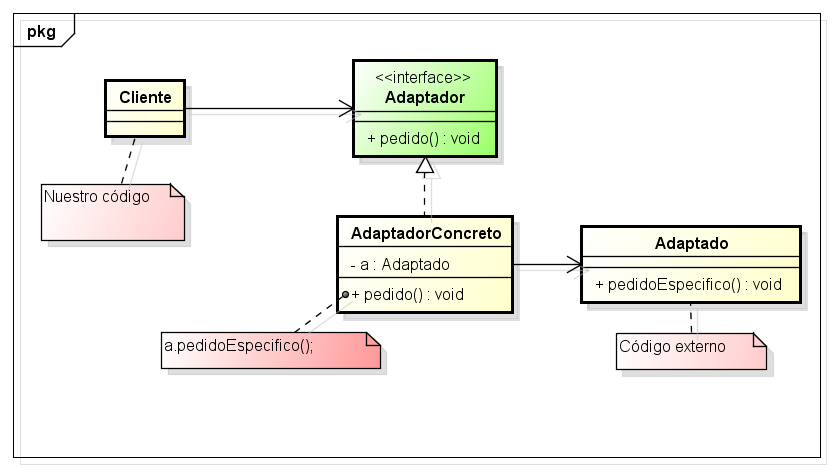 pkg
<<interface>>
Adaptador
+ pedido() : void
Cliente
Nuestro código
AdaptadorConcreto
- a : Adaptado
+ pedido() : void
Adaptado
+ pedidoEspecifico() : void
a.pedidoEspecifico();
Código externo